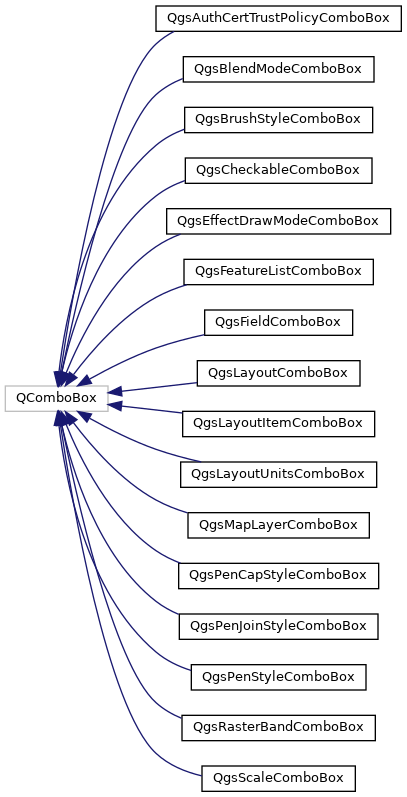 QgsAuthCertTrustPolicyComboBox
QgsBlendModeComboBox
QgsBrushStyleComboBox
QgsCheckableComboBox
QgsEffectDrawModeComboBox
QgsFeatureListComboBox
QgsFieldComboBox
QgsLayoutComboBox
QComboBox
QgsLayoutItemComboBox
QgsLayoutUnitsComboBox
QgsMapLayerComboBox
QgsPenCapStyleComboBox
QgsPenJoinStyleComboBox
QgsPenStyleComboBox
QgsRasterBandComboBox
QgsScaleComboBox